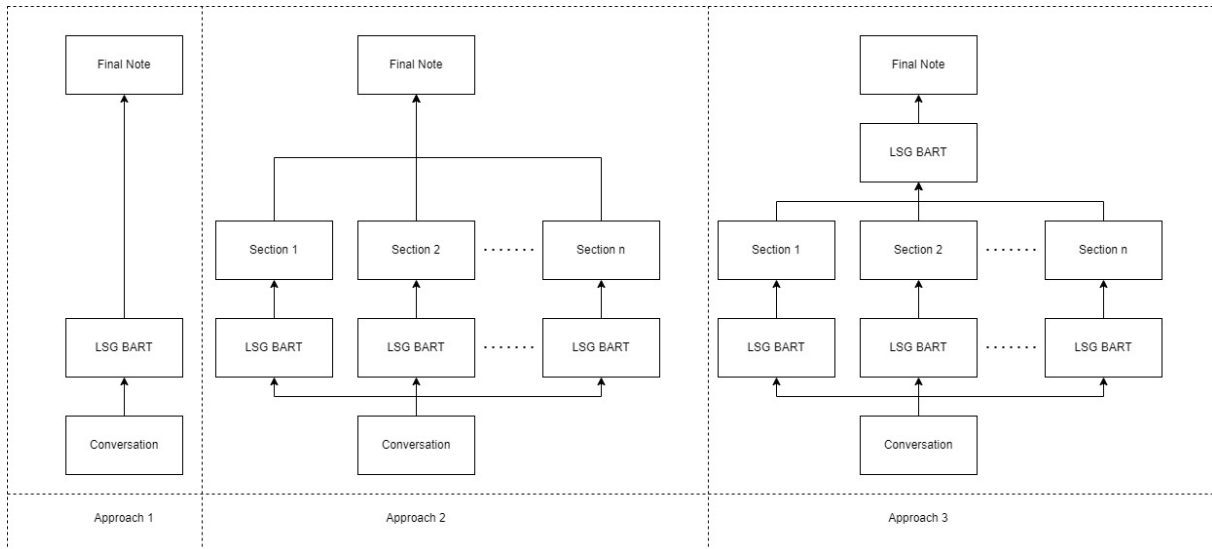 Final Note
LSG BART
Conversation
Approach 1
Final Note
Section 1
Section 2
Section n
LSG BART
LSG BART
LSG BART
Conversation
Approach 2
Final Note
LSG BART
Section 1
Section 2
Section n
LSG BART
LSG BART
LSG BART
Conversation
Approach 3